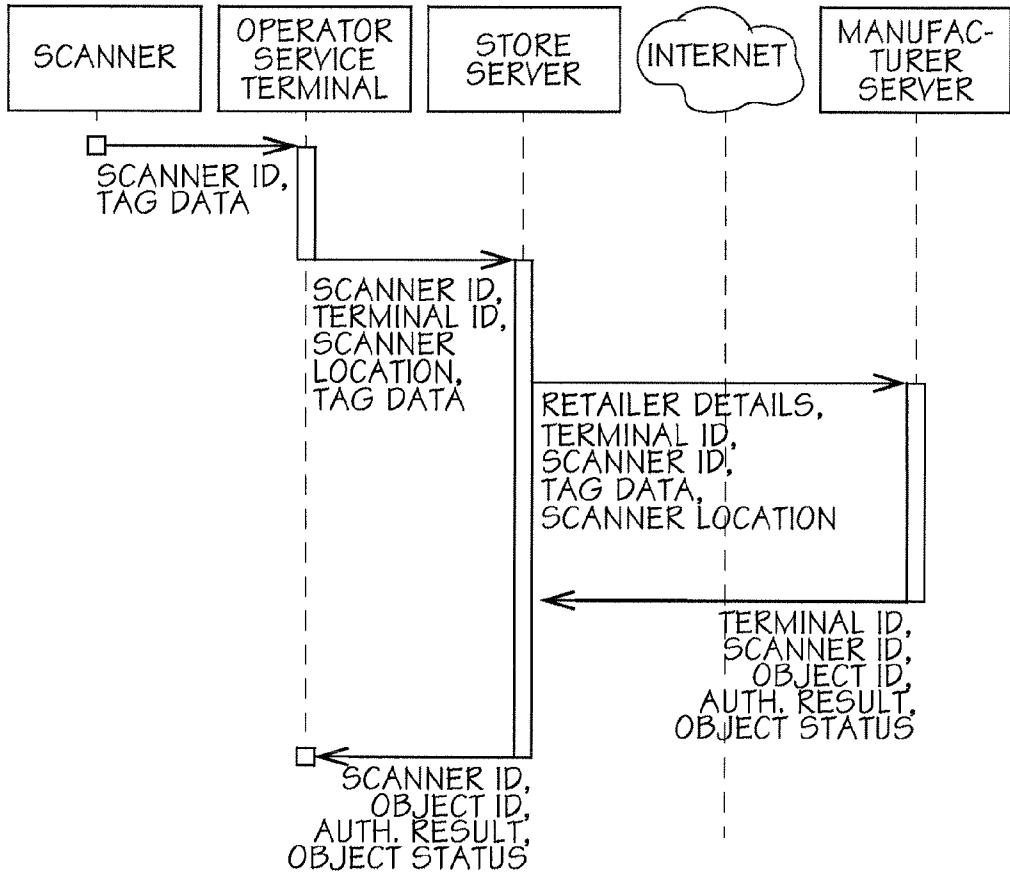 SCANNER
OPERATOR
SERVICE
TERMINAL
STORE
SERVER
INTERNET
MANUFAC-
TURER
SERVER
SCANNER ID,
TAG DATA
SCANNER ID,
TERMINAL ID,
SCANNER
LOCATION,
TAG DATA
RETAILER DETAILS,
TERMINAL ID,
SCANNER ID,
TAG DATA,
SCANNER LOCATION
TERMINAL ID,
SCANNER ID,
OBJECT ID,
AUTH. RESULT,
OBJECT STATUS
SCANNER ID,
OBJECT ID,
AUTH. RESULT,
OBJECT STATUS